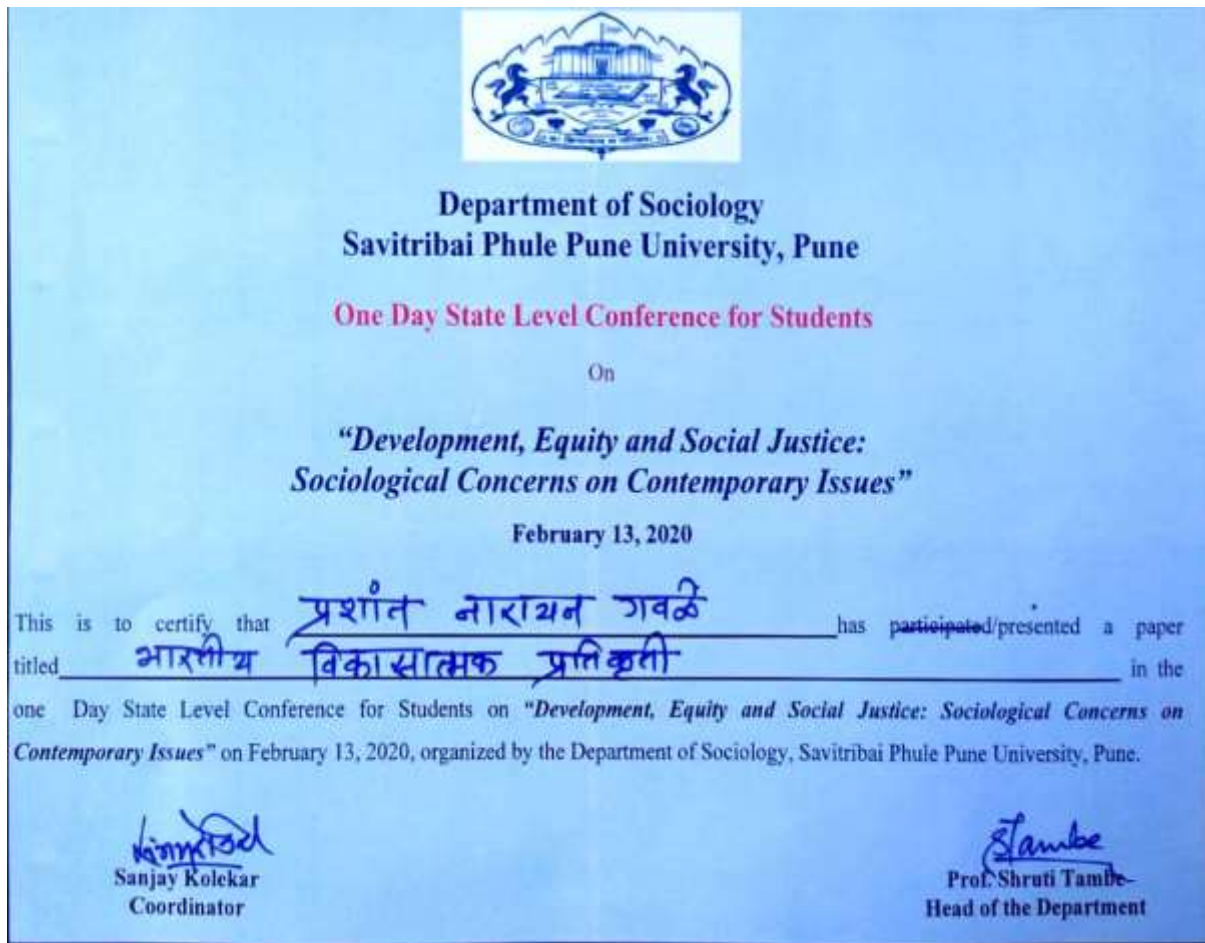 Department of Sociology
Savitribai Phule Pune University, Pune
One Day State Level Conference for Students
On
“Development, Equity and Social Justice:
Sociological Concerns on Contemporary Issues”
February 13, 2020
This is to certify that प्रशांत नारायन गवळे has participated/presented a paper
titled भारतीय विकासात्मक प्रतिकृती in the
one Day State Level Conference for Students on “Development, Equity and Social Justice: Sociological Concerns on
Contemporary Issues” on February 13, 2020, organized by the Department of Sociology, Savitribai Phule Pune University, Pune.
STambe
Sanjay Kolekar Prof. Shruti Tambe
Coordinator Head of the Department